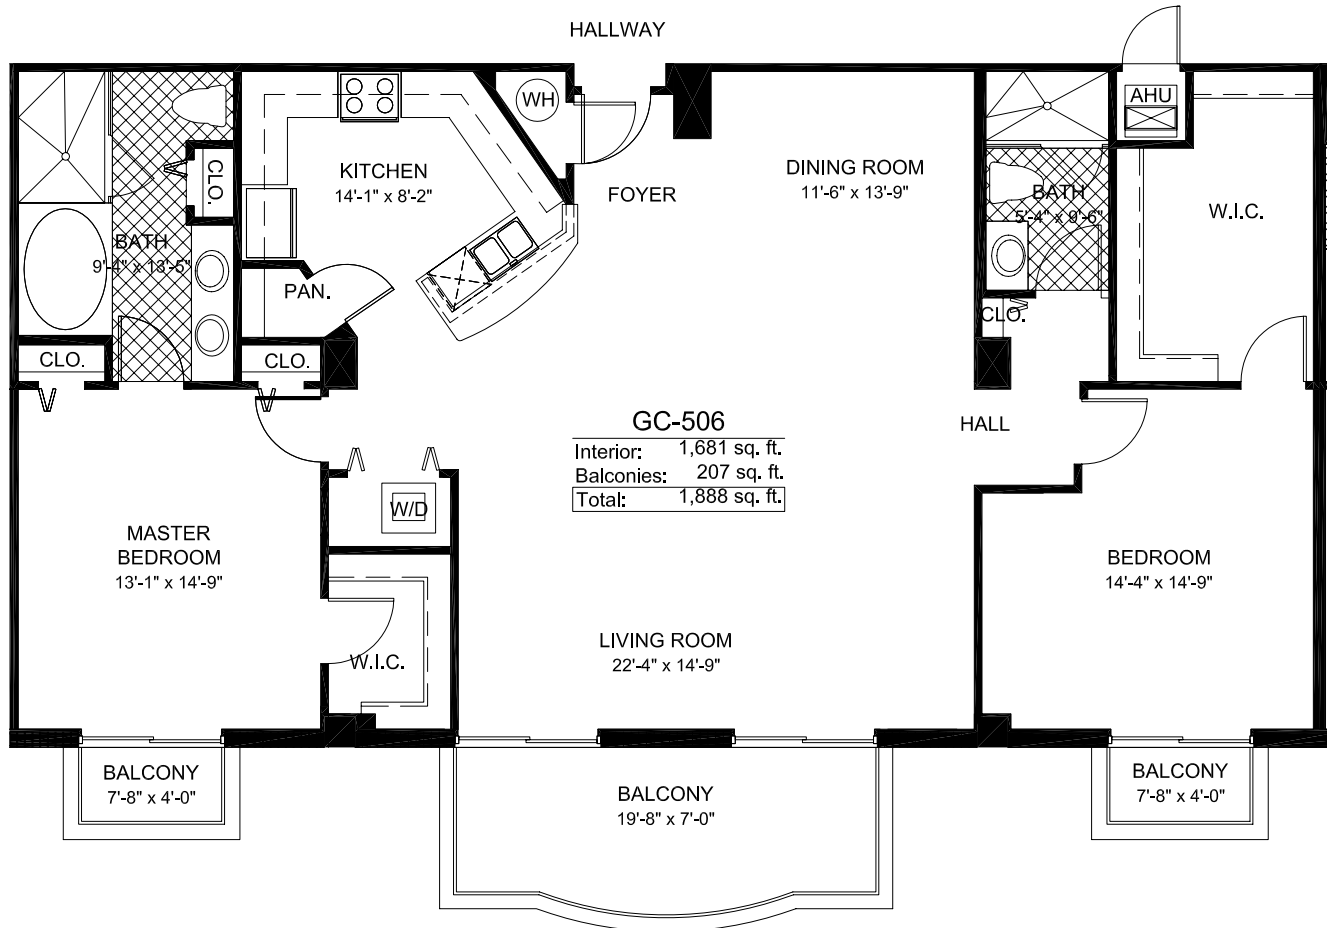 HALLWAY
WH
AHU
KITCHEN
14'-1" x 8'-2"
DINING ROOM
11'-6" x 13'-9"
CLO.
FOYER
BATH
5'-4" x 9'-6"
W.I.C.
BATH
9'-4" x 13'-5"
PAN.
CLO.
CLO.
CLO.
GC-506
Interior: 1,681 sq. ft.
Balconies: 207 sq. ft.
Total: 1,888 sq. ft.
HALL
W/D
MASTER
BEDROOM
13'-1" x 14'-9"
BEDROOM
14'-4" x 14'-9"
LIVING ROOM
22'-4" x 14'-9"
W.I.C.
BALCONY
7'-8" x 4'-0"
BALCONY
19'-8" x 7'-0"
BALCONY
7'-8" x 4'-0"